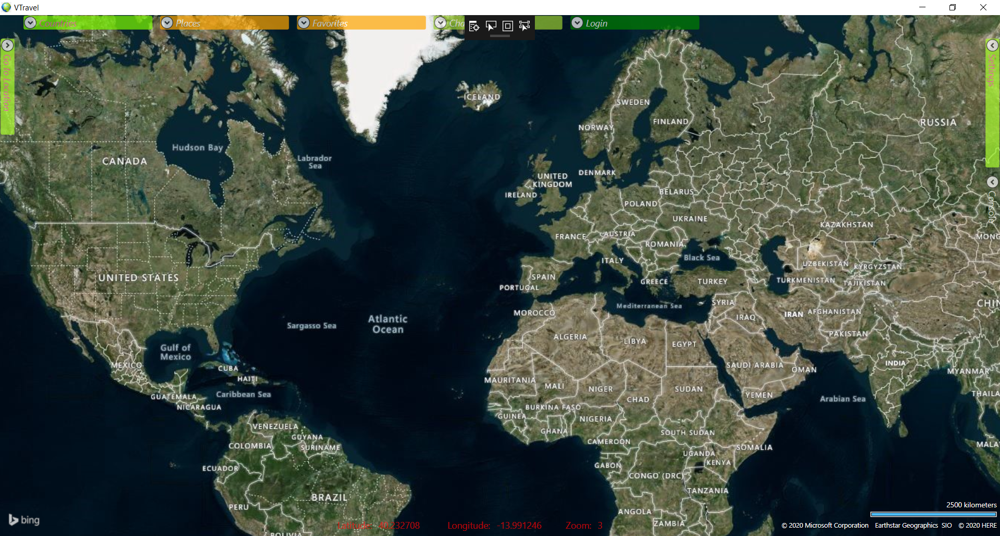 VTravel
Countries
Places
Favorites
Cha
Login
Go to Location
Settings
Console
ICELAND
SWEDEN
FINLAND
NORWAY
RUSSIA
Hudson Bay
CANADA
Labrador
Sea
DENMARK
UNITED
KINGDOM
IRELAND
BELARUS
POLAND
UKRAINE
KAZAKHSTAN
FRANCE
AUSTRIA
MONG
ROMANIA
Black Sea
ITALY
UZBEKISTAN
KYRGYZSTAN
UNITED STATES
SPAIN
GREECE
TURKEY
TURKMENISTAN
TAJIKISTAN
PORTUGAL
SYRIA
CHIN
Mediterranean Sea
MOROCCO
IRAN
AFGHANISTAN
IRAQ
Atlantic
Ocean
Sargasso Sea
PAKISTAN
ALGERIA
LIBYA
EGYPT
Gulf of
Mexico
MEXICO
CUBA
SAUDI ARABIA
OMAN
INDIA
MYANMAR
HAITI
MAURITANIA
MALI
NIGER
SUDAN
Caribbean Sea
GUATEMALA
YEMEN
THAILA
CHAD
Arabian Sea
NICARAGUA
BURKINA FASO
GUINEA
NIGERIA
VENEZUELA
GHANA
SOUTH SUDAN
GUYANA
CAMEROON
COLOMBIA
SURINAME
SOMALIA
MALA
UGANDA
KENYA
ECUADOR
GABON
CONGO (DRC)
TANZANIA
BRAZIL
PERU
ANGOLA
ZAMBIA
BOLIVIA
2500 kilometers
bing
Latitude: 40.232708 Longitude: -13.991246 Zoom: 3
© 2020 Microsoft Corporation Earthstar Geographics SIO © 2020 HERE